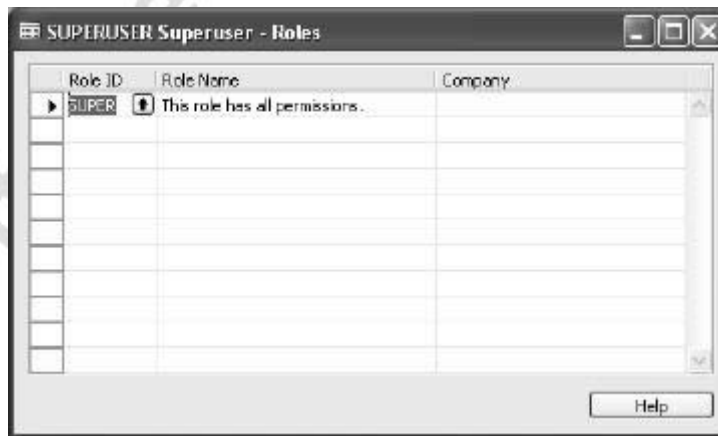 SUPERUSER Superuser - Roles
Role ID Role Name Company
SUPER This role has all permissions.
Help